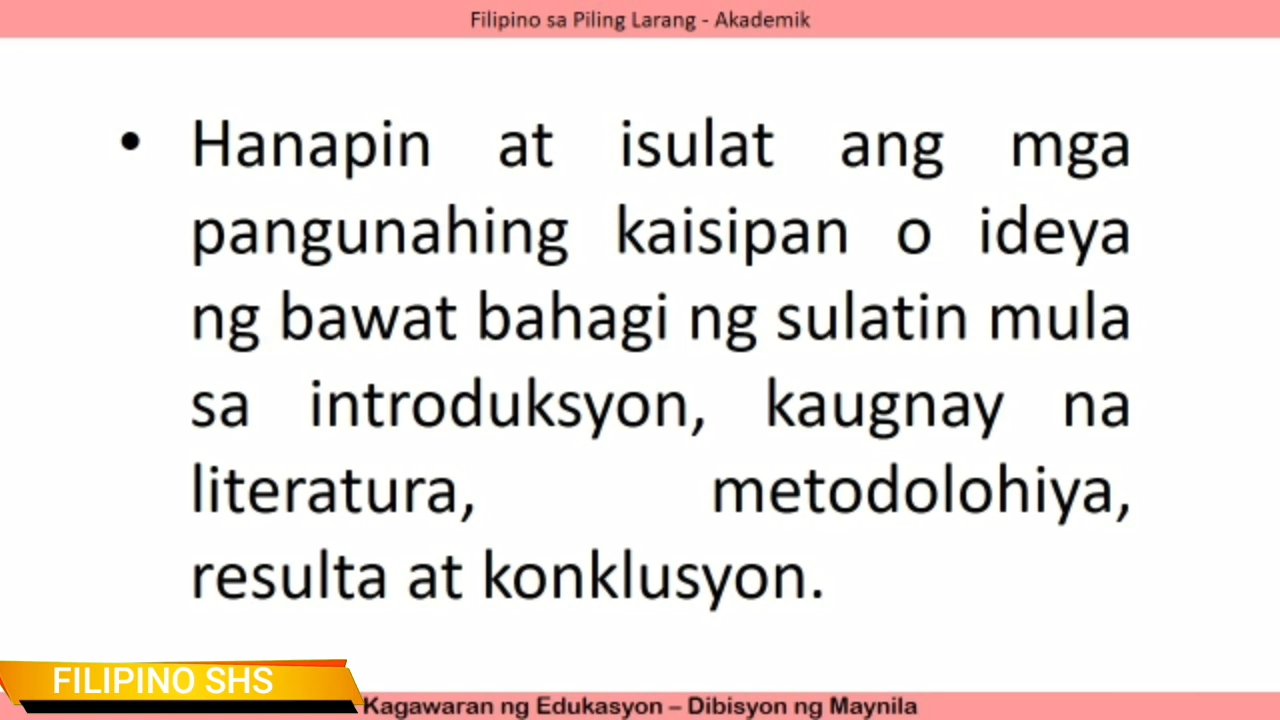 Filipino sa Piling Larang - Akademik
• Hanapin at isulat ang mga
pangunahing kaisipan o ideya
ng bawat bahagi ng sulatin mula
sa introduksyon, kaugnay na
literatura, metodolohiya,
resulta at konklusyon.
FILIPINO SHS
Kagawaran ng Edukasyon – Dibisyon ng Maynila